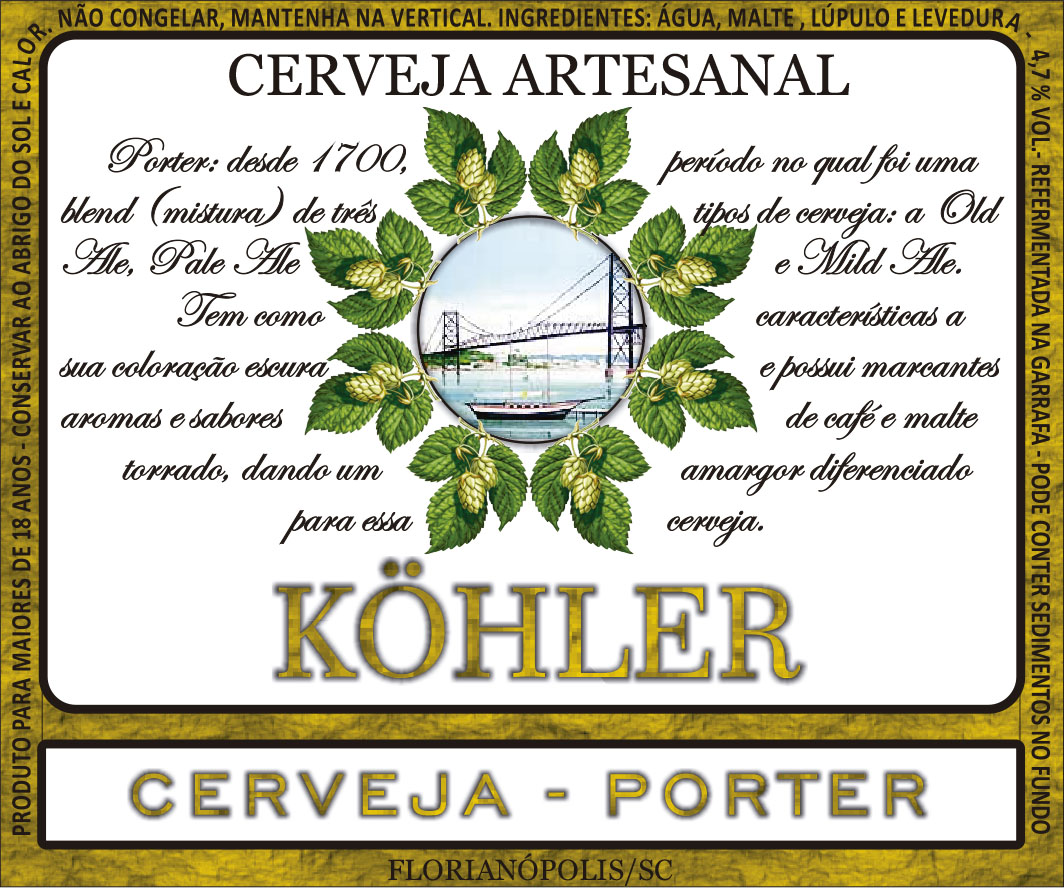 PRODUTO PARA MAIORES DE 18 ANOS - CONSERVAR AO ABRIGO DO SOL E CALOR. NÃO CONGELAR, MANTENHA NA VERTICAL. INGREDIENTES: ÁGUA, MALTE , LÚPULO E LEVEDURA - 4,7% VOL.- REFERMENTADA NA GARRAFA - PODE CONTER SEDIMENTOS NO FUNDO
CERVEJA ARTESANAL
Porter: desde 1700, período no qual foi uma
blend (mistura) de três tipos de cerveja: a Old
Ale, Pale Ale e Mild Ale.
Tem como características a
sua coloração escura e possui marcantes
aromas e sabores de café e malte
torrado, dando um amargor diferenciado
para essa cerveja.
KÖHLER
CERVEJA - PORTER
FLORIANÓPOLIS/SC